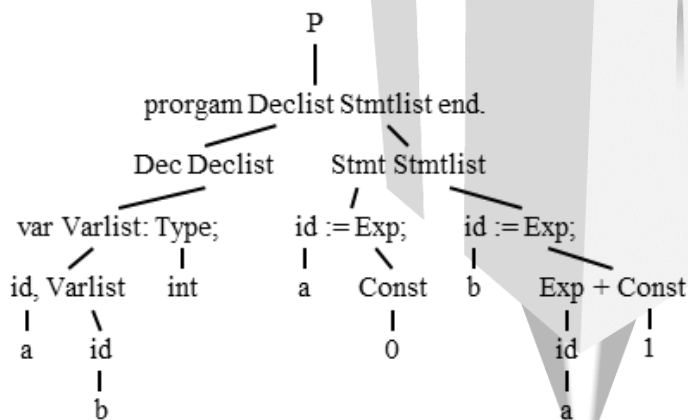 P
prorgam Declist Stmtlist end.
Dec Declist Stmt Stmtlist
var Varlist: Type; id := Exp; id := Exp;
id, Varlist int a Const b Exp + Const
a id 0 id 1
b a